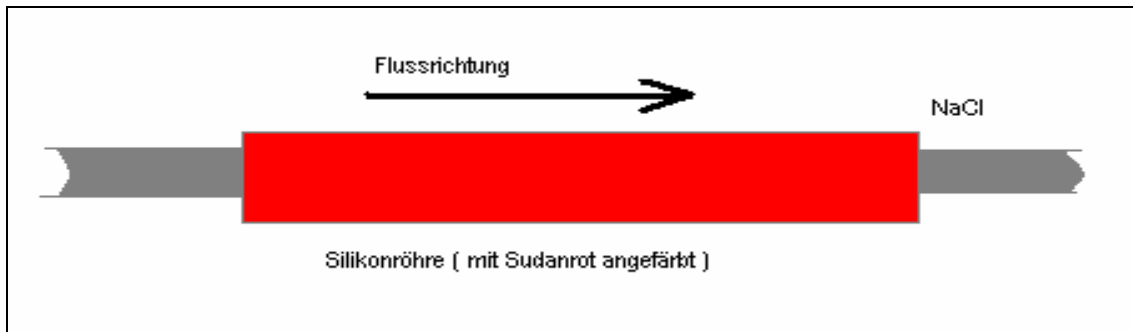 Flussrichtung
NaCl
Silikonröhre ( mit Sudanrot angefärbt )